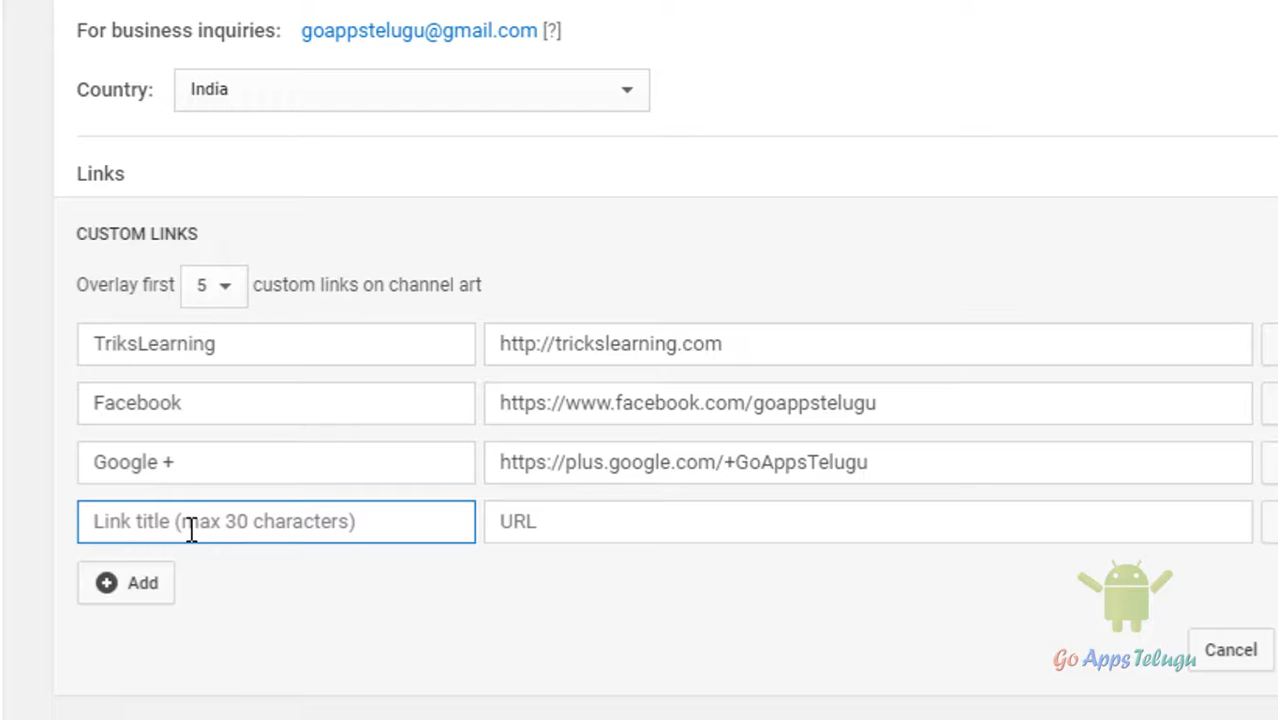 For business inquiries: goappstelugu@gmail.com [?]
Country: India
Links
CUSTOM LINKS
Overlay first 5 custom links on channel art
TriksLearning http://trickslearning.com
Facebook https://www.facebook.com/goappstelugu
Google + https://plus.google.com/+GoAppsTelugu
Link title (max 30 characters) URL
Add
Cancel
Go Apps Telugu